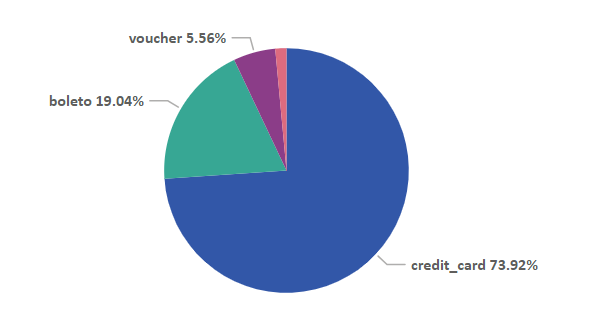 voucher 5.56%
boleto 19.04%
credit_card 73.92%